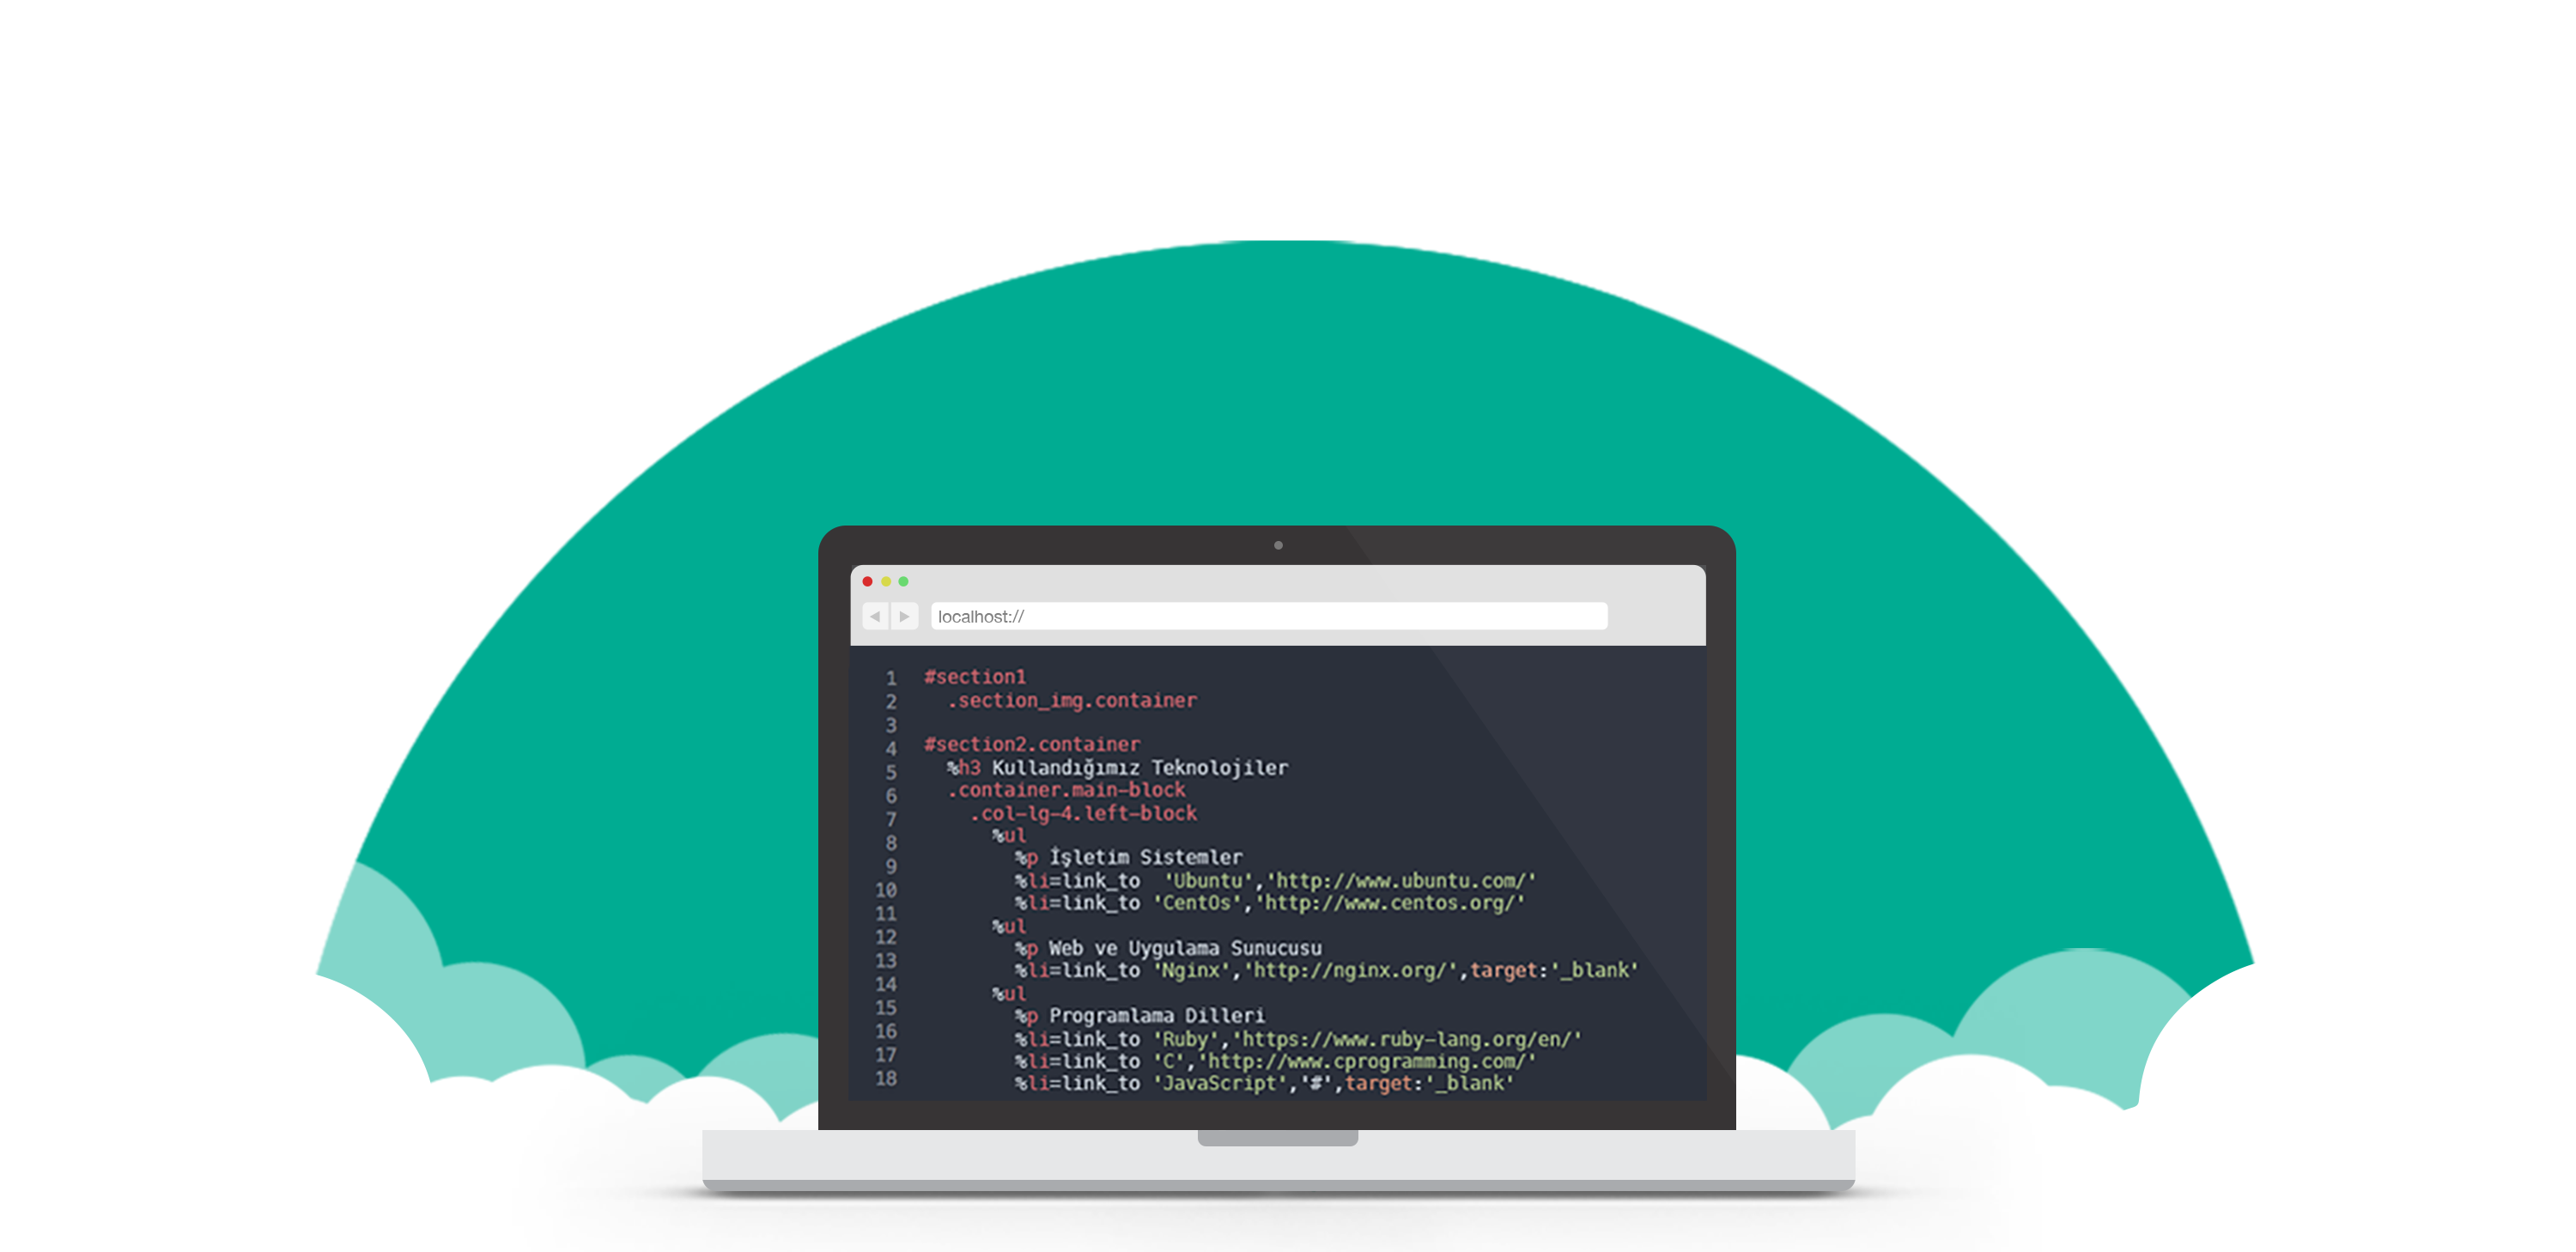 localhost://
1 #section1
2 .section_img.container
3
4 #section2.container
5 %h3 Kullandığımız Teknolojiler
6 .container.main-block
7 .col-lg-4.left-block
8 %ul
9 %p İşletim Sistemler
10 %li=link_to  'Ubuntu','http://www.ubuntu.com/'
11 %li=link_to 'CentOs','http://www.centos.org/'
12 %ul
13 %p Web ve Uygulama Sunucusu
14 %li=link_to 'Nginx','http://nginx.org/',target:'_blank'
15 %ul
16 %p Programlama Dilleri
17 %li=link_to 'Ruby','https://www.ruby-lang.org/en/'
18 %li=link_to 'C','http://www.cprogramming.com/'
%li=link_to 'JavaScript','#',target:'_blank'